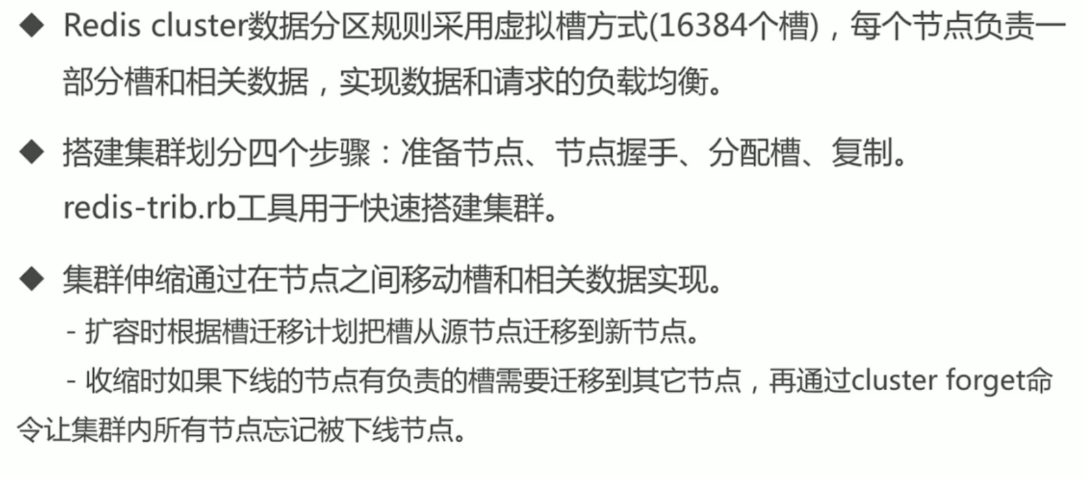 ◆ Redis cluster数据分区规则采用虚拟槽方式(16384个槽)，每个节点负责一
部分槽和相关数据，实现数据和请求的负载均衡。
◆ 搭建集群划分四个步骤：准备节点、节点握手、分配槽、复制。
redis-trib.rb工具用于快速搭建集群。
◆ 集群伸缩通过在节点之间移动槽和相关数据实现。
- 扩容时根据槽迁移计划把槽从源节点迁移到新节点。
- 收缩时如果下线的节点有负责的槽需要迁移到其它节点，再通过cluster forget命
令让集群内所有节点忘记被下线节点。